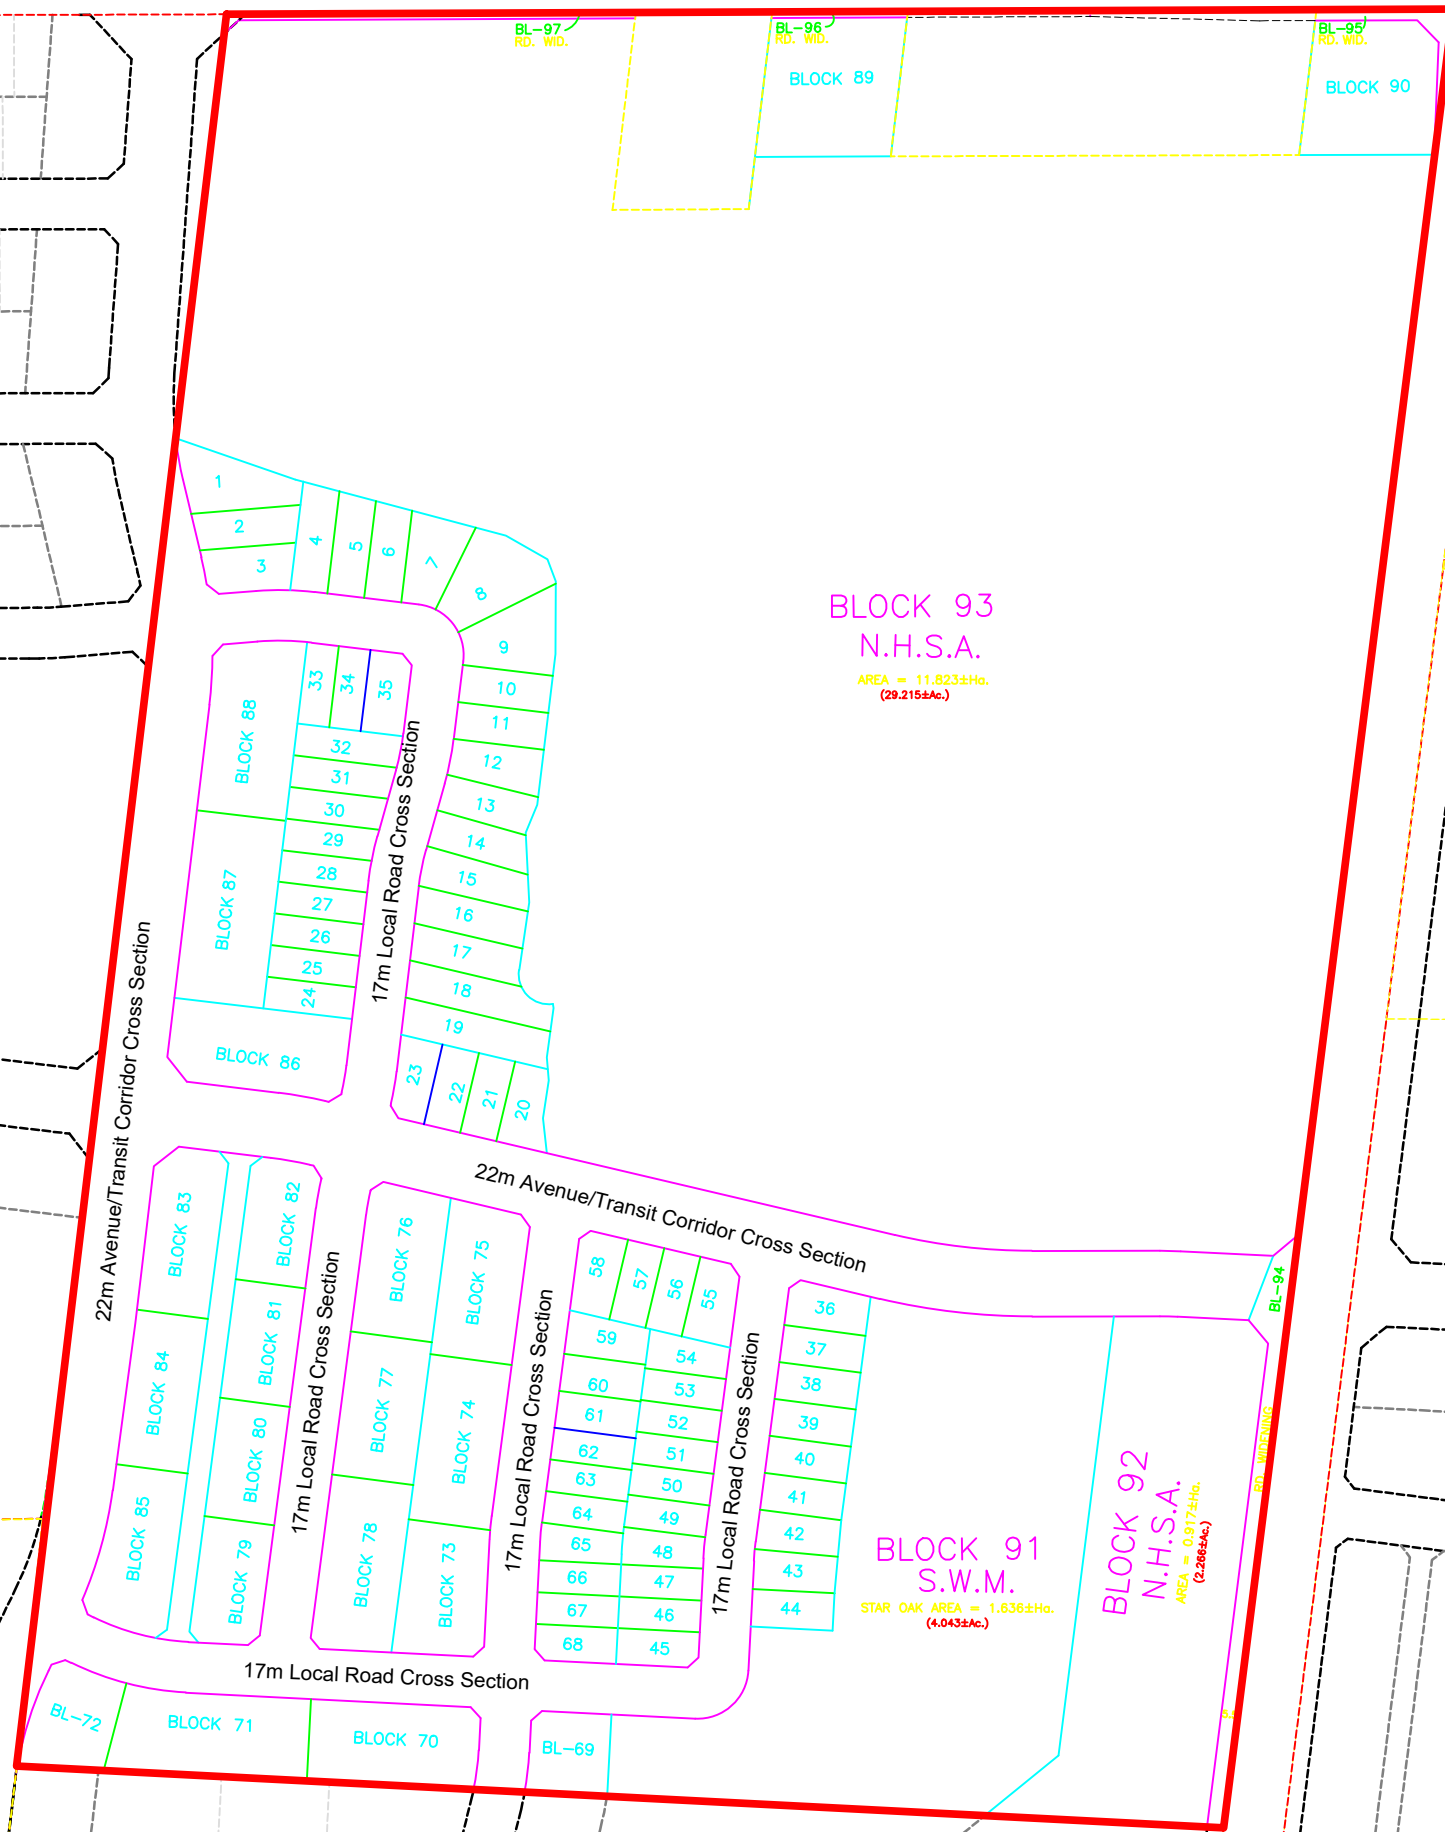 BL-97
RD. WID.
BL-96
RD. WID.
BL-95
RD. WID.
BLOCK 89
BLOCK 90
1
2
3
4
5
6
7
8
9
10
11
12
13
14
15
16
17
18
19
23
22
21
20
33
34
35
32
31
30
29
28
27
26
25
24
BLOCK 88
BLOCK 87
BLOCK 86
17m Local Road Cross Section
22m Avenue/Transit Corridor Cross Section
BLOCK 93
N.H.S.A.
AREA = 11.823±Ha.
(29.215±Ac.)
22m Avenue/Transit Corridor Cross Section
BLOCK 83
BLOCK 84
BLOCK 85
BLOCK 82
BLOCK 81
BLOCK 80
BLOCK 79
17m Local Road Cross Section
BLOCK 76
BLOCK 77
BLOCK 78
BLOCK 75
BLOCK 74
BLOCK 73
17m Local Road Cross Section
58
57
56
55
59
60
61
62
63
64
65
66
67
68
54
53
52
51
50
49
48
47
46
45
17m Local Road Cross Section
36
37
38
39
40
41
42
43
44
BLOCK 91
S.W.M.
STAR OAK AREA = 1.636±Ha.
(4.043±Ac.)
BLOCK 92
N.H.S.A.
AREA = 0.917±Ha.
(2.266±Ac.)
BL-94
RD. WIDENING
17m Local Road Cross Section
BL-72
BLOCK 71
BLOCK 70
BL-69